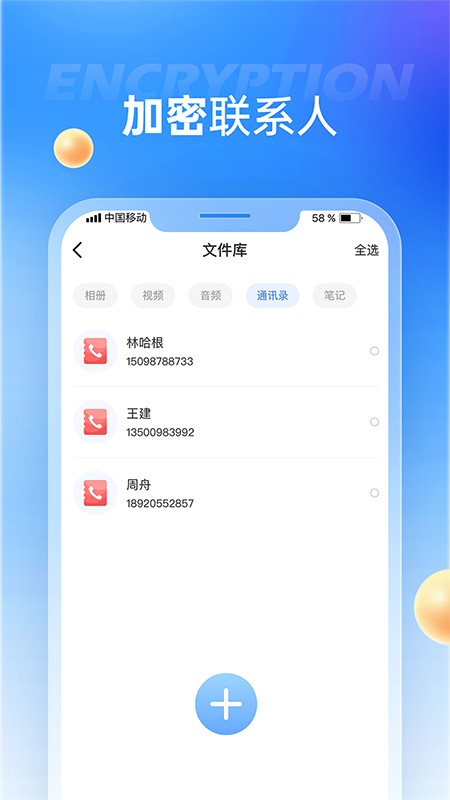 ENCRYPTION
加密联系人
中国移动 58 %
文件库 全选
相册 视频 音频 通讯录 笔记
林哈根
15098788733
王建
13500983992
周舟
18920552857